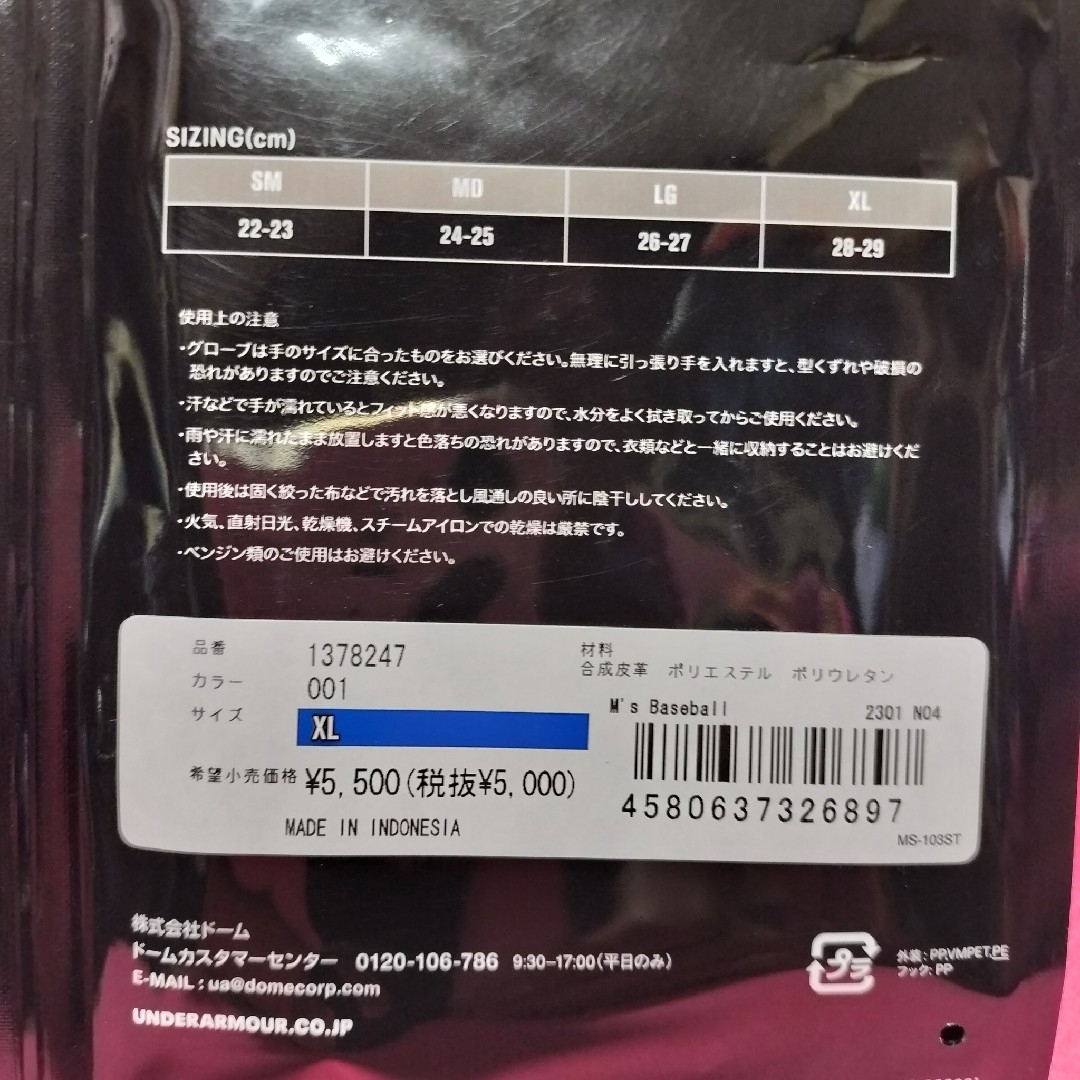 SIZING(cm)
SM MD LG XL
22-23 24-25 26-27 28-29
使用上の注意
・グローブは手のサイズに合ったものをお選びください。無理に引っ張り手を入れますと、型くずれや破損の
恐れがありますのでご注意ください。
・汗などで手が濡れているとフィット感が悪くなりますので、水分をよく拭き取ってからご使用ください。
・雨や汗に濡れたまま放置しますと色落ちの恐れがありますので、衣類などと一緒に収納することはお避けくだ
さい。
・使用後は固く絞った布などで汚れを落とし風通しの良い所に陰干ししてください。
・火気、直射日光、乾燥機、スチームアイロンでの乾燥は厳禁です。
・ベンジン類のご使用はお避けください。
品番 1378247
カラー 001
サイズ XL
希望小売価格 ¥5,500(税抜¥5,000)
MADE IN INDONESIA
材料
合成皮革 ポリエステル ポリウレタン
M's Baseball 2301 N04
4580637326897
MS-103ST
株式会社ドーム
ドームカスタマーセンター 0120-106-786 9:30–17:00(平日のみ)
E-MAIL : ua@domecorp.com
UNDERARMOUR.CO.JP
プラ
外装 : PP,VMPET,PE
フック : PP